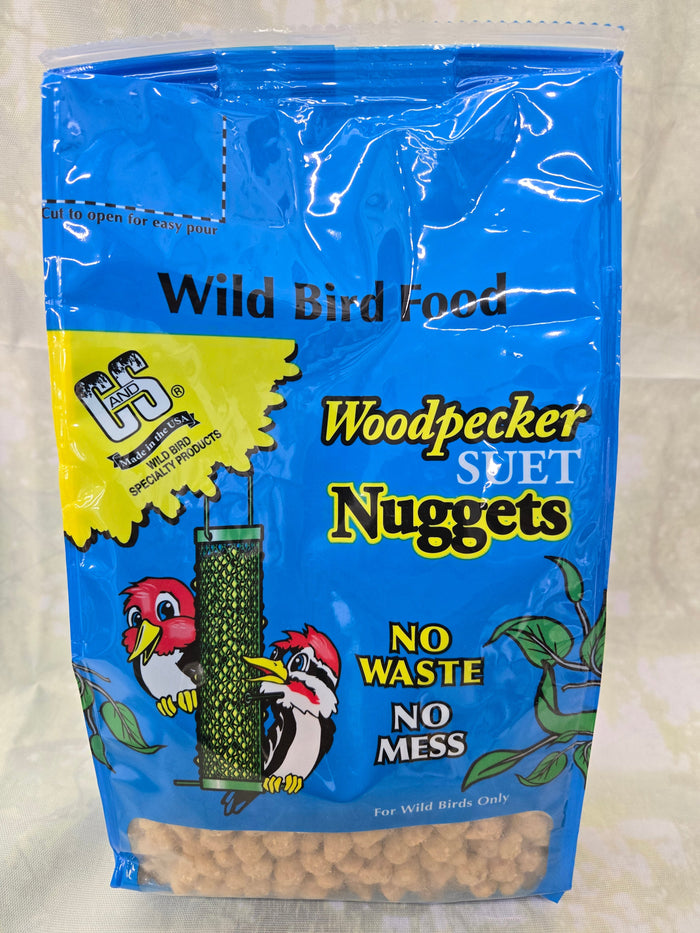 Cut to open for easy pour
Wild Bird Food
C AND S ®
Made in the USA
WILD BIRD
SPECIALTY PRODUCTS
Woodpecker
SUET
Nuggets
NO
WASTE
NO
MESS
For Wild Birds Only